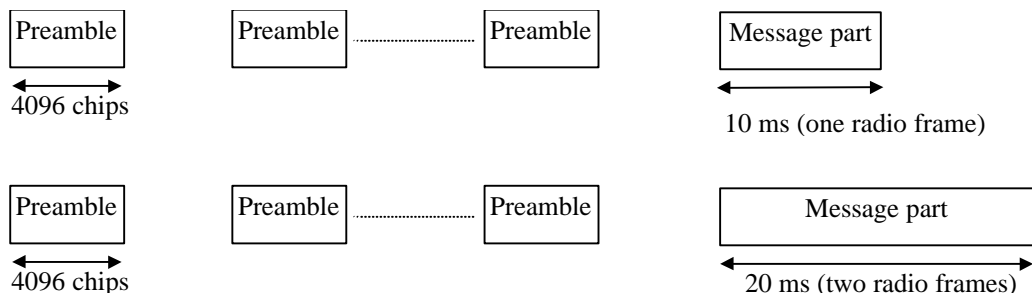 Preamble Preamble Preamble Message part
4096 chips
10 ms (one radio frame)
Preamble Preamble Preamble Message part
4096 chips 20 ms (two radio frames)